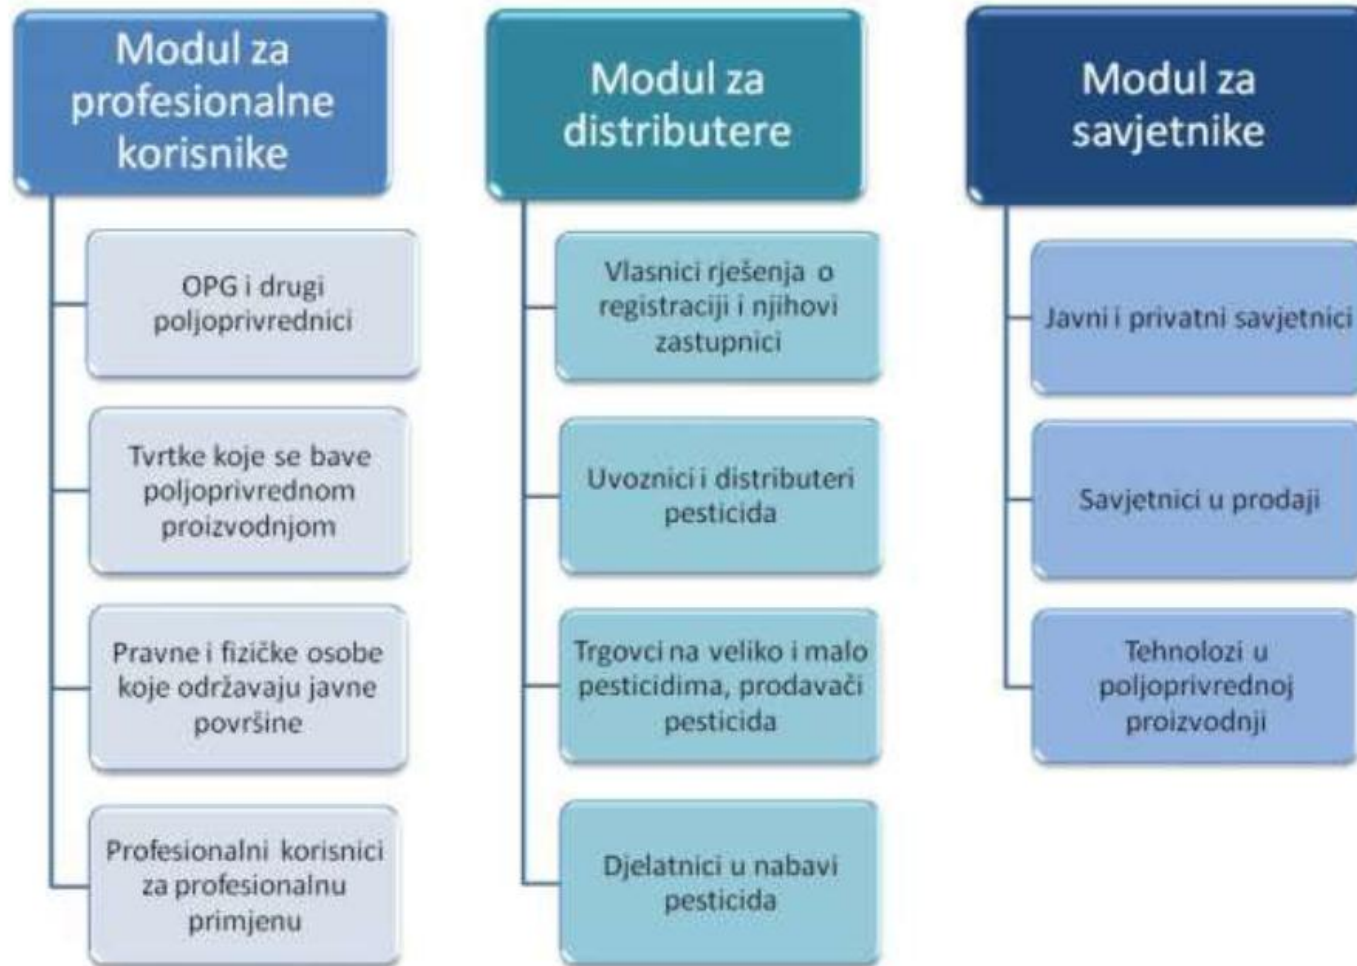 Modul za
profesionalne
korisnike
OPG i drugi
poljoprivrednici
Tvrtke koje se bave
poljoprivrednom
proizvodnjom
Pravne i fizičke osobe
koje održavaju javne
površine
Profesionalni korisnici
za profesionalnu
primjenu
Modul za
distributere
Vlasnici rješenja o
registraciji i njihovi
zastupnici
Uvoznici i distributeri
pesticida
Trgovci na veliko i malo
pesticidima, prodavači
pesticida
Djelatnici u nabavi
pesticida
Modul za
savjetnike
Javni i privatni savjetnici
Savjetnici u prodaji
Tehnolozi u
poljoprivrednoj
proizvodnji